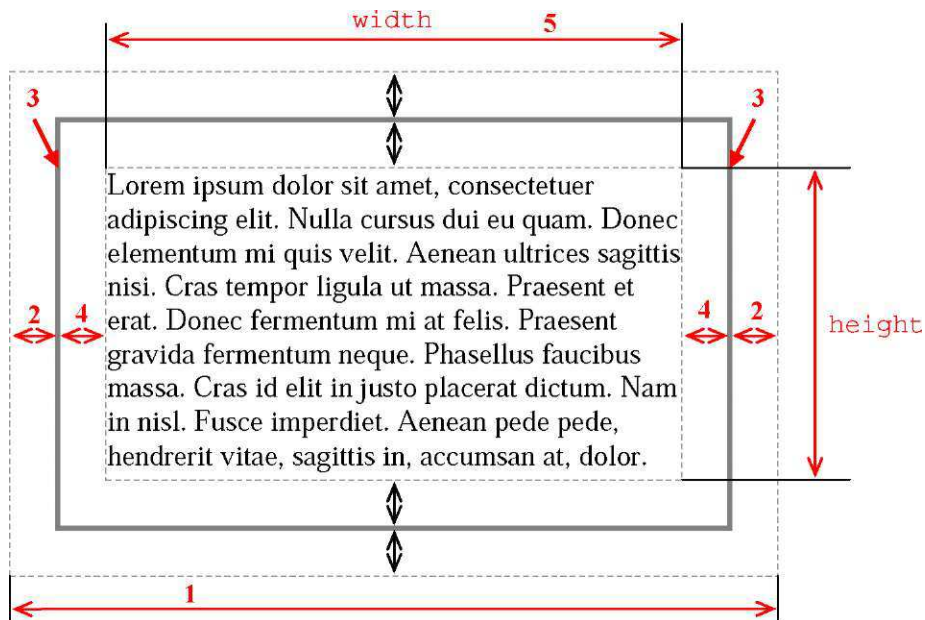 width 5
3 3
Lorem ipsum dolor sit amet, consectetuer
adipiscing elit. Nulla cursus dui eu quam. Donec
elementum mi quis velit. Aenean ultrices sagittis
nisi. Cras tempor ligula ut massa. Praesent et
2 4 erat. Donec fermentum mi at felis. Praesent 4 2 height
gravida fermentum neque. Phasellus faucibus
massa. Cras id elit in justo placerat dictum. Nam
in nisl. Fusce imperdiet. Aenean pede pede,
hendrerit vitae, sagittis in, accumsan at, dolor.
1